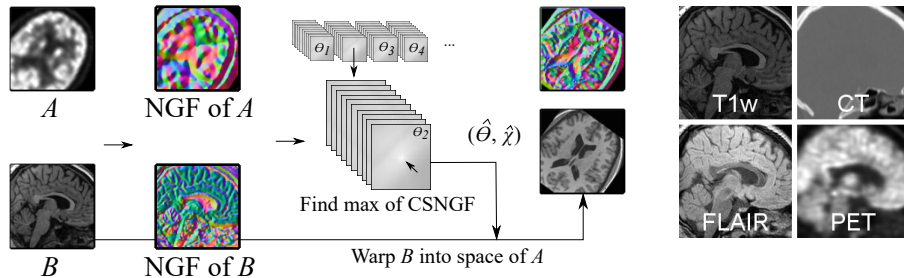 A
NGF of A
B
NGF of B
θ1
θ3
θ4
...
θ2
Find max of CSNGF
(θ̂, χ̂)
Warp B into space of A
T1w
CT
FLAIR
PET